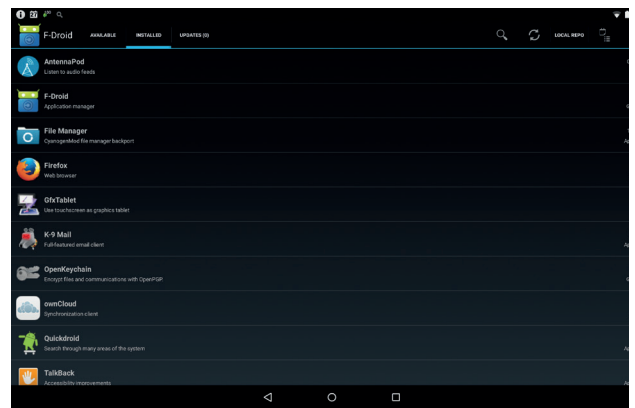 27
F-Droid
AVAILABLE
INSTALLED
UPDATES (0)
LOCAL REPO
AntennaPod
Listen to audio feeds
F-Droid
Application manager
File Manager
CyanogenMod file manager backport
Firefox
Web browser
GfxTablet
Use touchscreen as graphics tablet
K-9 Mail
Full-featured email client
OpenKeychain
Encrypt files and communications with OpenPGP
ownCloud
Synchronization client
Quickdroid
Search through many areas of the system
TalkBack
Accessibility improvements